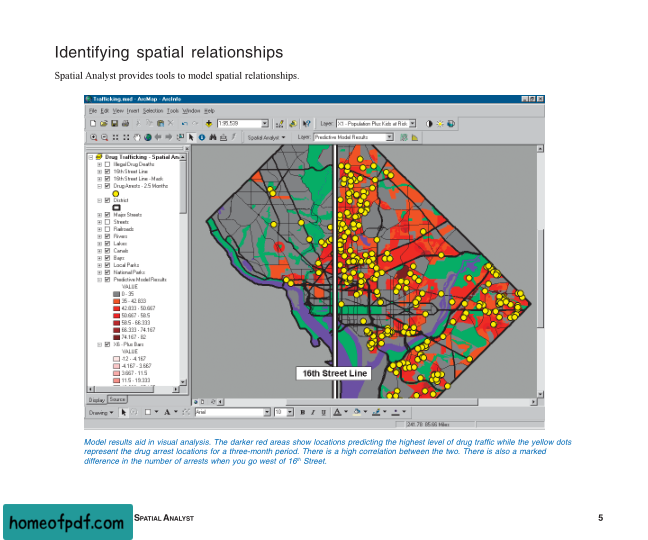 Identifying spatial relationships
Spatial Analyst provides tools to model spatial relationships.
Trafficking.mxd - ArcMap - ArcInfo
File Edit View Insert Selection Tools Window Help
1:95,539 Layer: X1 - Population Plus Kids at Risk
Spatial Analyst Layer: Predictive Model Results
Drug Trafficking - Spatial An
Illegal Drug Deaths
16th Street Line
16th Street Line - Mask
Drug Arrests - 2.5 Months
District
Major Streets
Streets
Railroads
Rivers
Lakes
Canals
Bays
Local Parks
National Parks
Predictive Model Results
VALUE
0 - 35
35 - 42.833
42.833 - 50.667
50.667 - 58.5
58.5 - 66.333
66.333 - 74.167
74.167 - 82
X6 - Plus Bars
VALUE
-12 - -4.167
-4.167 - 3.667
3.667 - 11.5
11.5 - 19.333
16th Street Line
Display Source
Drawing Arial 10 B I U A
Model results aid in visual analysis. The darker red areas show locations predicting the highest level of drug traffic while the yellow dots
represent the drug arrest locations for a three-month period. There is a high correlation between the two. There is also a marked
difference in the number of arrests when you go west of 16th Street.
homeofpdf.com
SPATIAL ANALYST
5